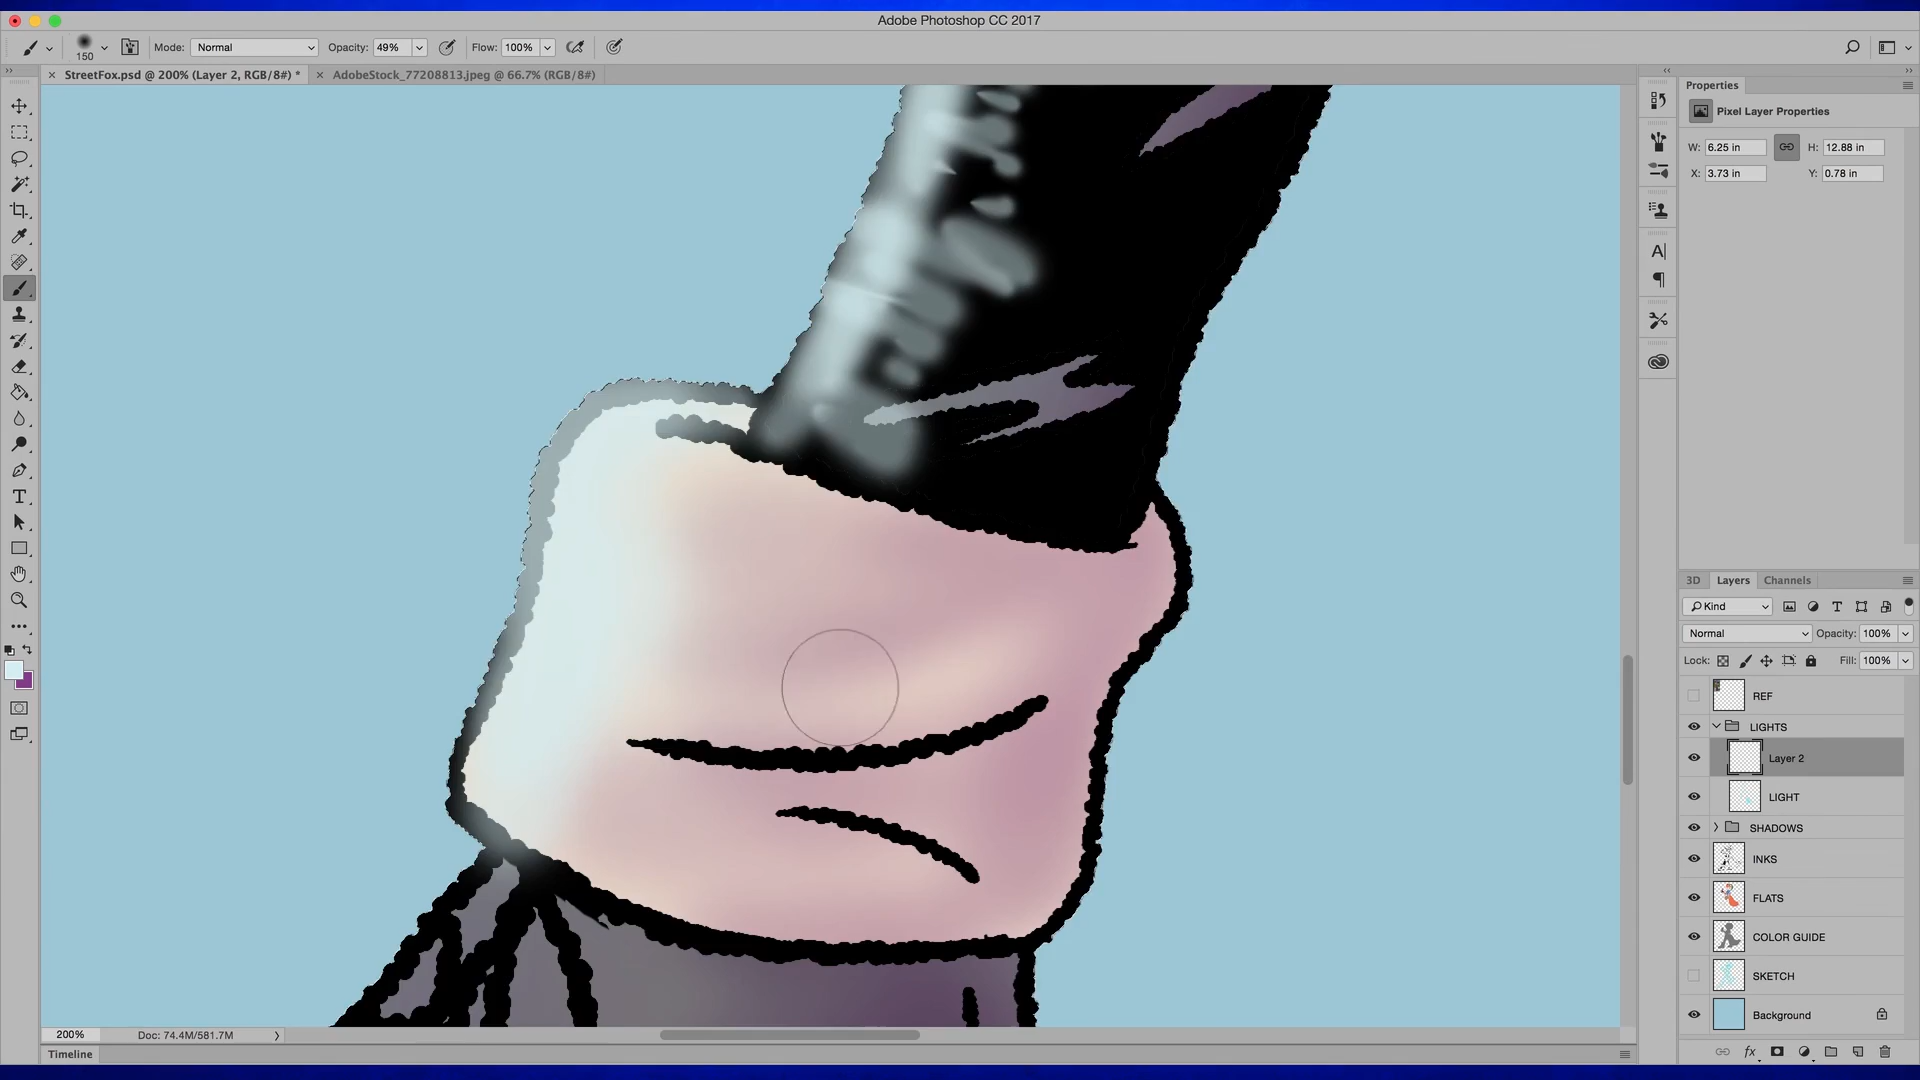 Adobe Photoshop CC 2017
150
Mode: Normal
Opacity: 49%
Flow: 100%
StreetFox.psd @ 200% (Layer 2, RGB/8#) *
AdobeStock_77208813.jpeg @ 66.7% (RGB/8#)
Properties
Pixel Layer Properties
W: 6.25 in
H: 12.88 in
X: 3.73 in
Y: 0.78 in
3D
Layers
Channels
Kind
Normal
Opacity: 100%
Lock:
Fill: 100%
REF
LIGHTS
Layer 2
LIGHT
SHADOWS
INKS
FLATS
COLOR GUIDE
SKETCH
Background
fx
200%
Doc: 74.4M/581.7M
Timeline